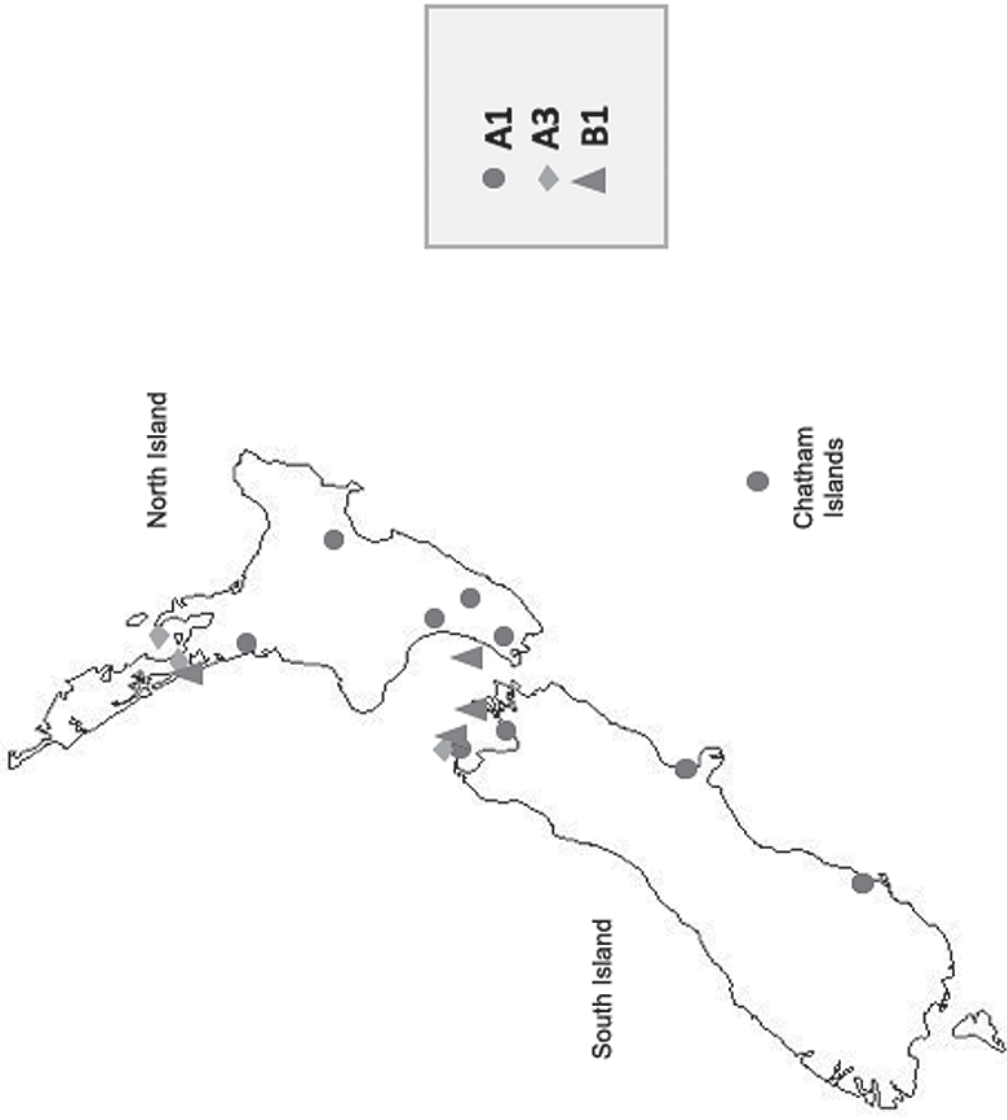 North Island
South Island
Chatham
Islands
A1
A3
B1